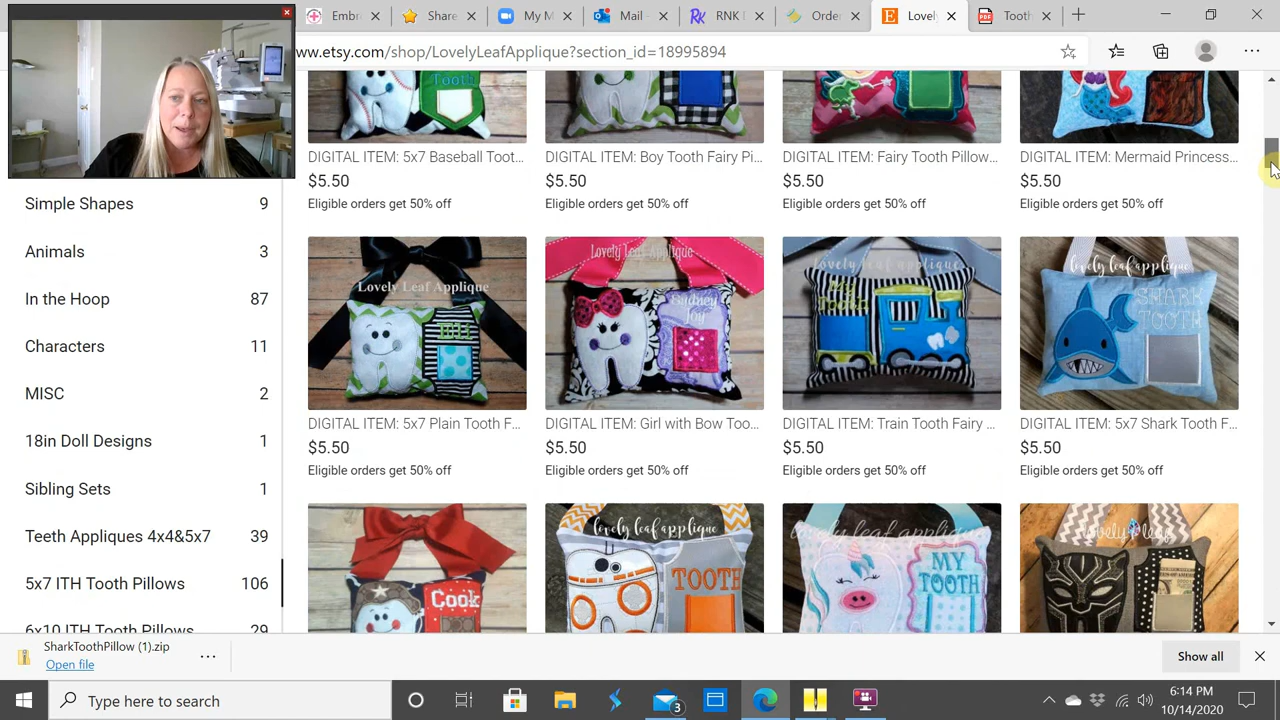 Embr
Share
My M
Mail -
RNK E
Order
Lovely
Tooth
ww.etsy.com/shop/LovelyLeafApplique?section_id=18995894
Simple Shapes 9
Animals 3
In the Hoop 87
Characters 11
MISC 2
18in Doll Designs 1
Sibling Sets 1
Teeth Appliques 4x4&5x7 39
5x7 ITH Tooth Pillows 106
6x10 ITH Tooth Pillows 29
Tooth
DIGITAL ITEM: 5x7 Baseball Toot...
$5.50
Eligible orders get 50% off
DIGITAL ITEM: Boy Tooth Fairy Pi...
$5.50
Eligible orders get 50% off
DIGITAL ITEM: Fairy Tooth Pillow...
$5.50
Eligible orders get 50% off
DIGITAL ITEM: Mermaid Princess...
$5.50
Eligible orders get 50% off
Lovely Leaf Applique
DIGITAL ITEM: 5x7 Plain Tooth F...
$5.50
Eligible orders get 50% off
Lovely Leaf Applique
Sydney
Joy
DIGITAL ITEM: Girl with Bow Too...
$5.50
Eligible orders get 50% off
lovely leaf applique
My
Tooth
DIGITAL ITEM: Train Tooth Fairy ...
$5.50
Eligible orders get 50% off
lovely leaf applique
SHARK
TOOTH
DIGITAL ITEM: 5x7 Shark Tooth F...
$5.50
Eligible orders get 50% off
Cook
lovely leaf applique
TOOTH
lovely leaf applique
MY
TOOTH
lovely leaf
SharkToothPillow (1).zip
Open file
Show all
Type here to search
3
6:14 PM
10/14/2020